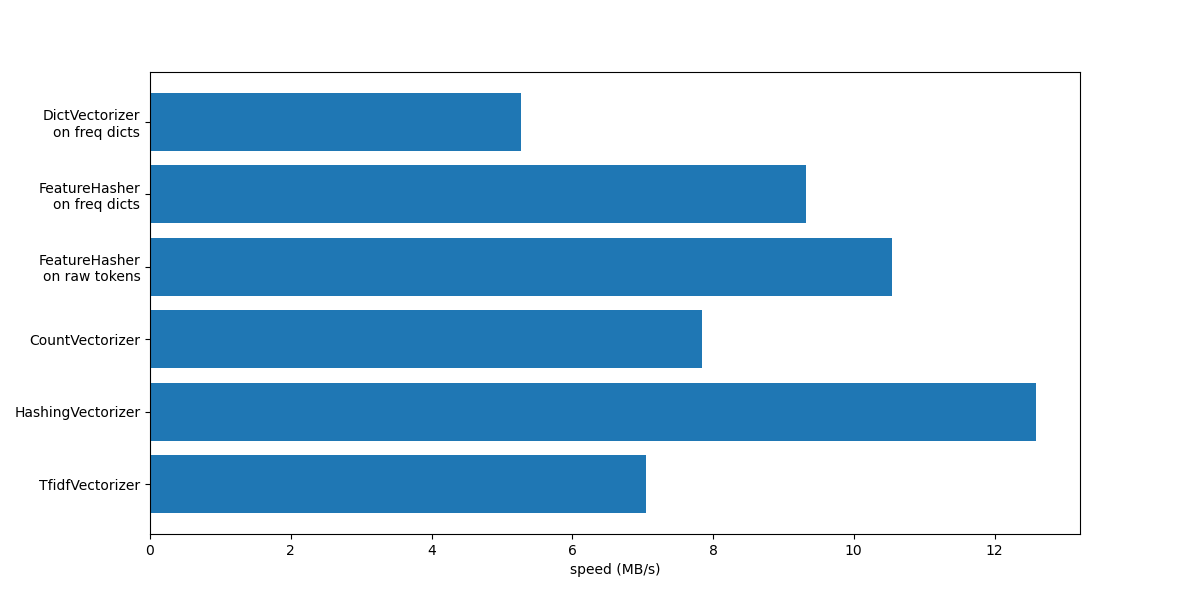 DictVectorizer
on freq dicts
FeatureHasher
on freq dicts
FeatureHasher
on raw tokens
CountVectorizer
HashingVectorizer
TfidfVectorizer
0 2 4 6 8 10 12
speed (MB/s)